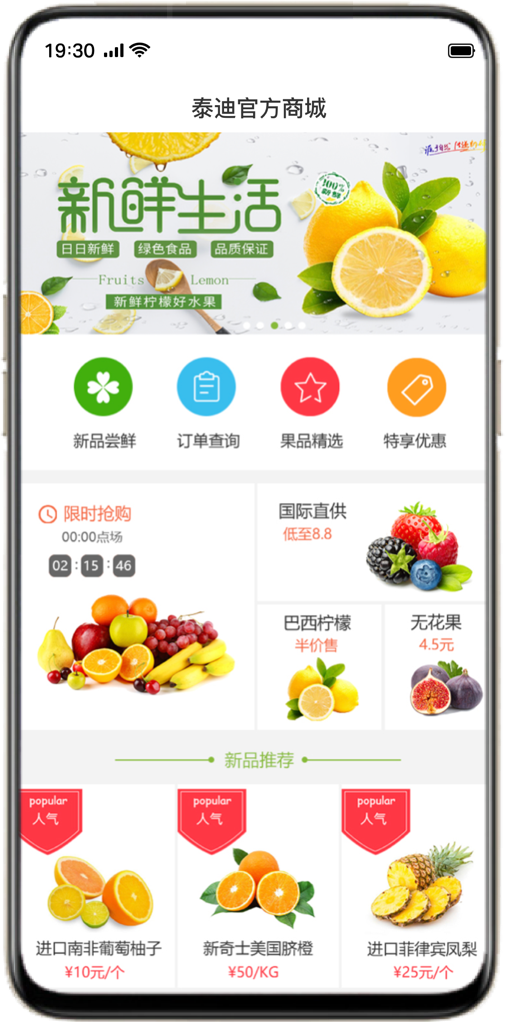 19:30
泰迪官方商城
新鲜生活
100%
新鲜
日日新鲜 绿色食品 品质保证
Fruits Lemon
新鲜柠檬好水果
新品尝鲜 订单查询 果品精选 特享优惠
限时抢购
00:00点场
02:15:46
国际直供
低至8.8
巴西柠檬
半价售
无花果
4.5元
新品推荐
popular popular popular
人气 人气 人气
进口南非葡萄柚子 新奇士美国脐橙 进口菲律宾凤梨
¥10元/个 ¥50/KG ¥25元/个